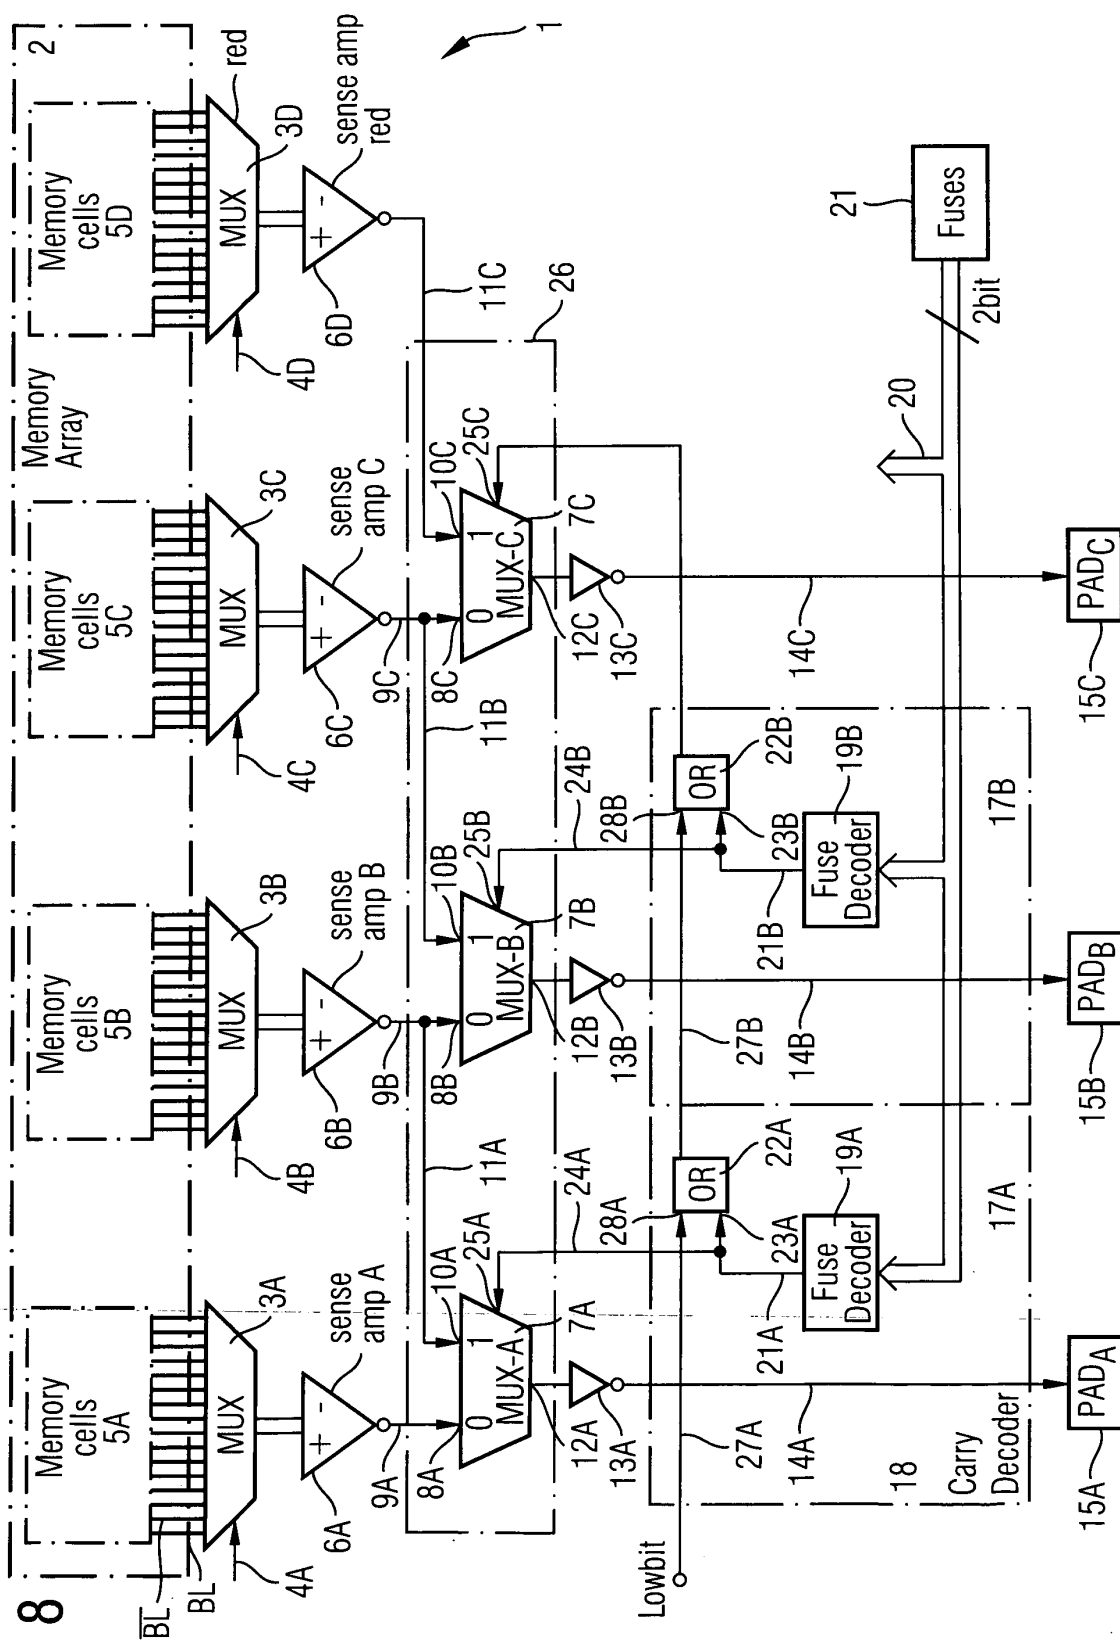 8
Memory
Array
2
1
Memory
cells
5A
Memory
cells
5B
Memory
cells
5C
Memory
cells
5D
BL
BL
MUX
3A
4A
MUX
3B
4B
MUX
3C
4C
MUX
3D
red
4D
+ -
6A
sense
amp A
+ -
6B
sense
amp B
+ -
6C
sense
amp C
+ -
6D
sense amp
red
9A
9B
9C
11A
11B
11C
26
8A
10A
25A
0 1
MUX-A
7A
8B
10B
25B
0 1
MUX-B
7B
8C
10C
25C
0 1
MUX-C
7C
12A
13A
12B
13B
12C
13C
24A
24B
Lowbit
27A
28A
OR
22A
23A
27B
28B
OR
22B
23B
21A
Fuse
Decoder
19A
21B
Fuse
Decoder
19B
14A
14B
14C
18
Carry
Decoder
17A
17B
20
2bit
21
Fuses
15A
PADA
15B
PADB
15C
PADC